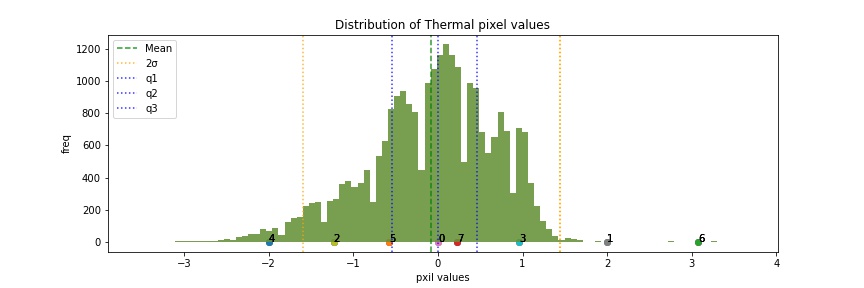 Distribution of Thermal pixel values
Mean
2σ
q1
q2
q3
freq
1200
1000
800
600
400
200
0
4 2 5 0 7 3 1 6
−3 −2 −1 0 1 2 3 4
pxil values